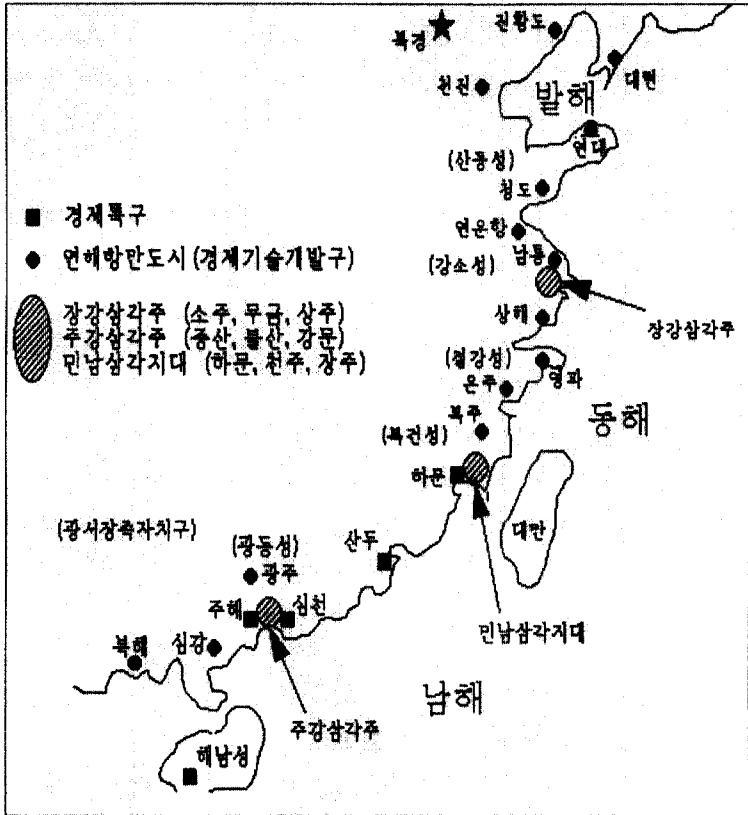 북경
진황도
대련
천진
발해
연대
(산동성)
청도
■ 경제특구
연운항
● 연해항만도시 (경제기술개발구)
(강소성)
남통
장강삼각주 (소주, 무금, 상주)
주강삼각주 (중산, 불산, 강문)
민남삼각지대 (하문, 천주, 장주)
상해
장강삼각주
(절강성)
영파
온주
동해
복주
(복건성)
하문
대만
(광서장족자치구)
(광동성)
산두
광주
주해
심천
민남삼각지대
북해
심강
남해
주강삼각주
해남성